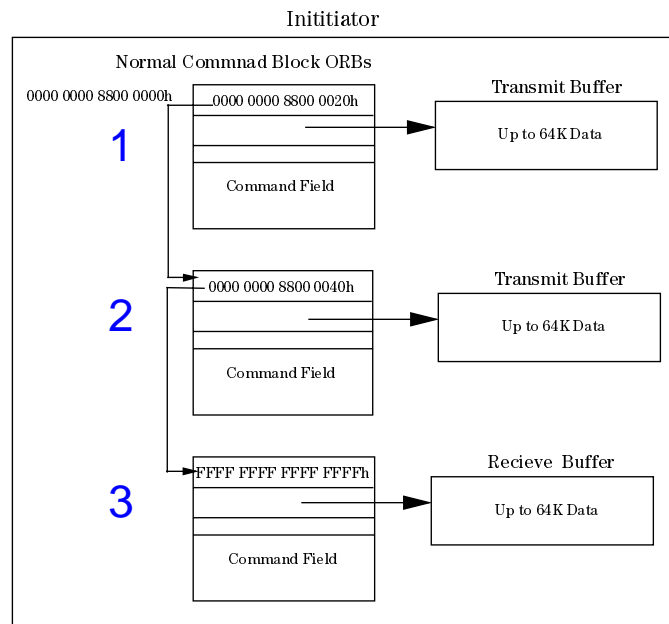 Inititiator
Normal Commnad Block ORBs
0000 0000 8800 0000h
0000 0000 8800 0020h
Transmit Buffer
Up to 64K Data
1
Command Field
0000 0000 8800 0040h
Transmit Buffer
Up to 64K Data
2
Command Field
FFFF FFFF FFFF FFFFh
Recieve Buffer
Up to 64K Data
3
Command Field